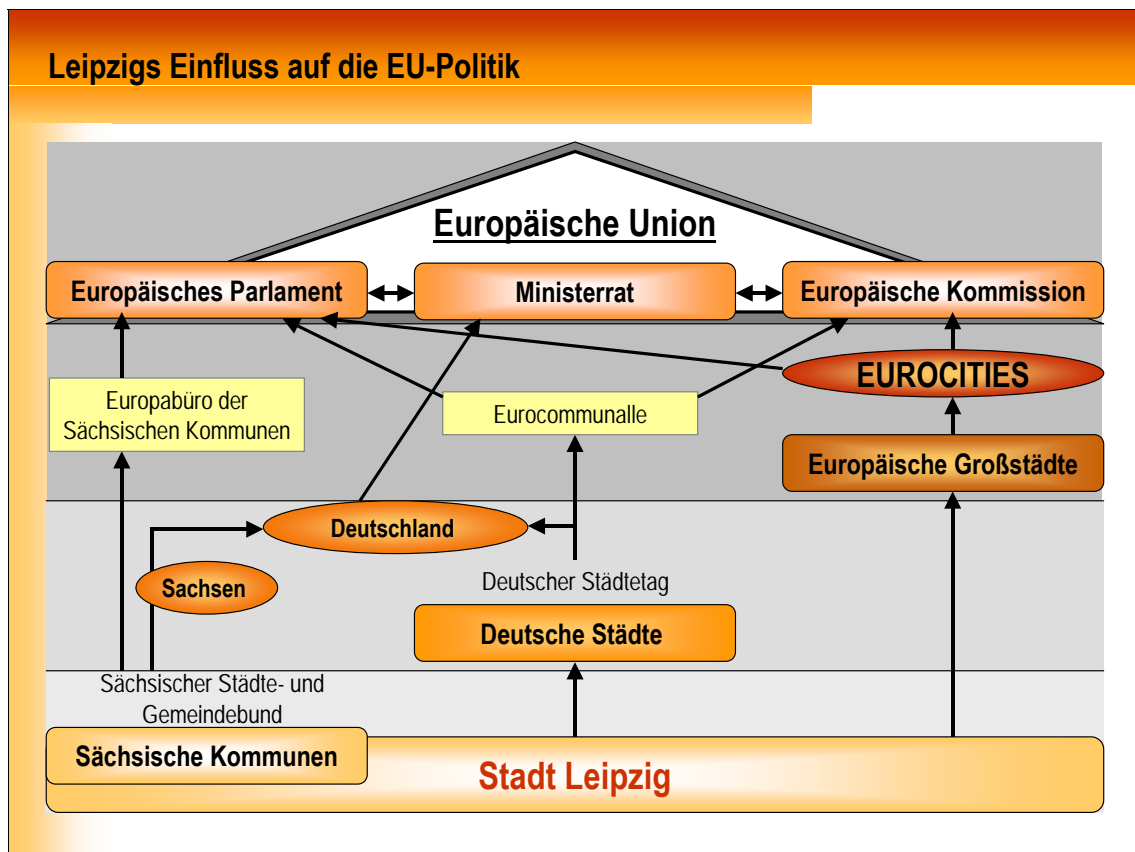 Leipzigs Einfluss auf die EU-Politik
Europäische Union
Europäisches Parlament
Ministerrat
Europäische Kommission
EUROCITIES
Europabüro der
Sächsischen Kommunen
Eurocommunalle
Europäische Großstädte
Deutschland
Sachsen
Deutscher Städtetag
Deutsche Städte
Sächsischer Städte- und
Gemeindebund
Sächsische Kommunen
Stadt Leipzig